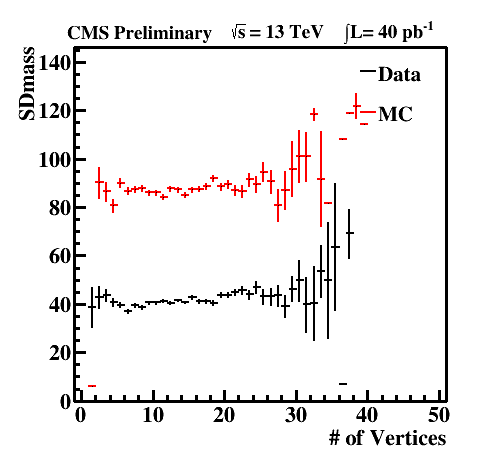 CMS Preliminary √s = 13 TeV ∫L= 40 pb⁻¹
SDmass
140
120
100
80
60
40
20
0
Data
MC
0 10 20 30 40 50
# of Vertices